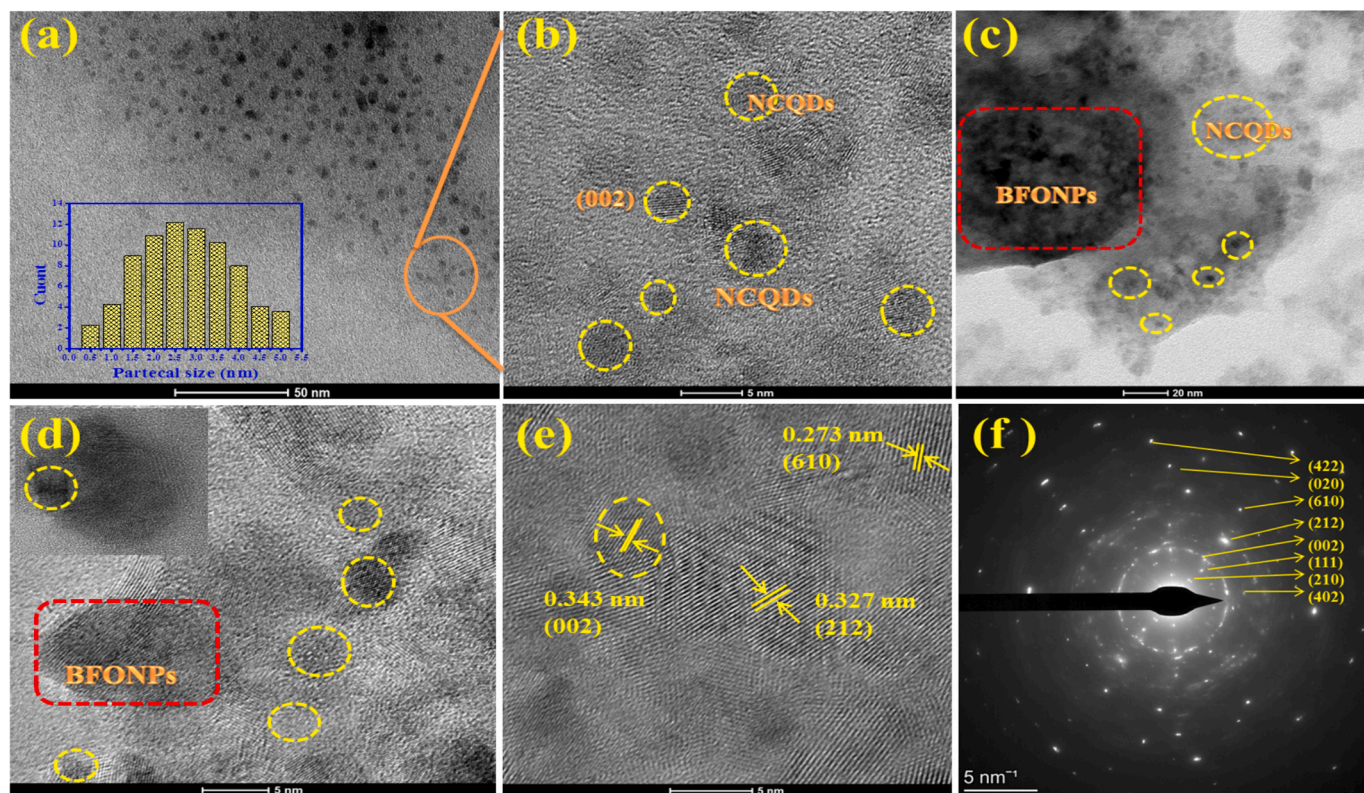 (a)
14
12
10
8
6
4
2
0
Cuont
0.0 0.5 1.0 1.5 2.0 2.5 3.0 3.5 4.0 4.5 5.0 5.5
Partecal size (nm)
50 nm
(b)
NCQDs
(002)
NCQDs
5 nm
(c)
NCQDs
BFONPs
20 nm
(d)
BFONPs
5 nm
(e)
0.273 nm
(610)
0.343 nm
(002)
0.327 nm
(212)
5 nm
(f )
(422)
(020)
(610)
(212)
(002)
(111)
(210)
(402)
5 nm⁻¹